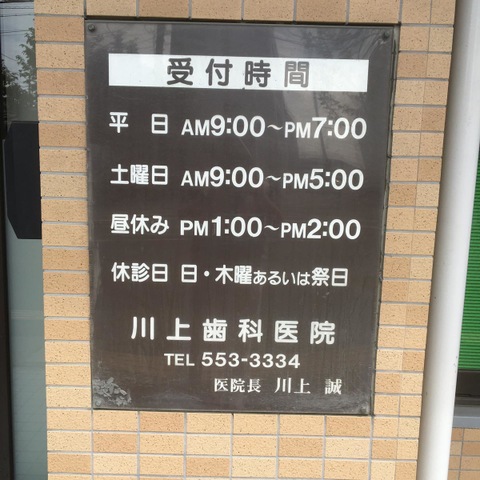 受付時間
平日 AM9:00~PM7:00
土曜日 AM9:00~PM5:00
昼休み PM1:00~PM2:00
休診日 日・木曜あるいは祭日
川上歯科医院
TEL 553-3334
医院長 川上 誠